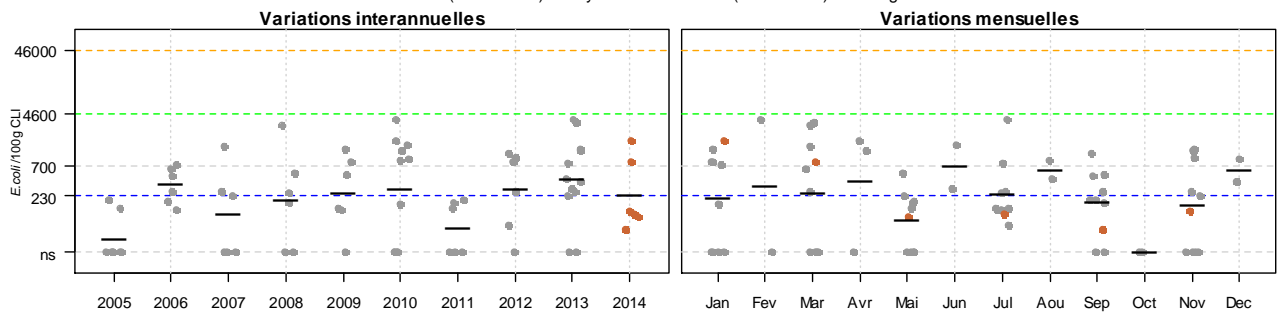 Variations interannuelles
Variations mensuelles
E.coli/100g CLI
46000
4600
700
230
ns
2005 2006 2007 2008 2009 2010 2011 2012 2013 2014
Jan Fev Mar Avr Mai Jun Jul Aou Sep Oct Nov Dec